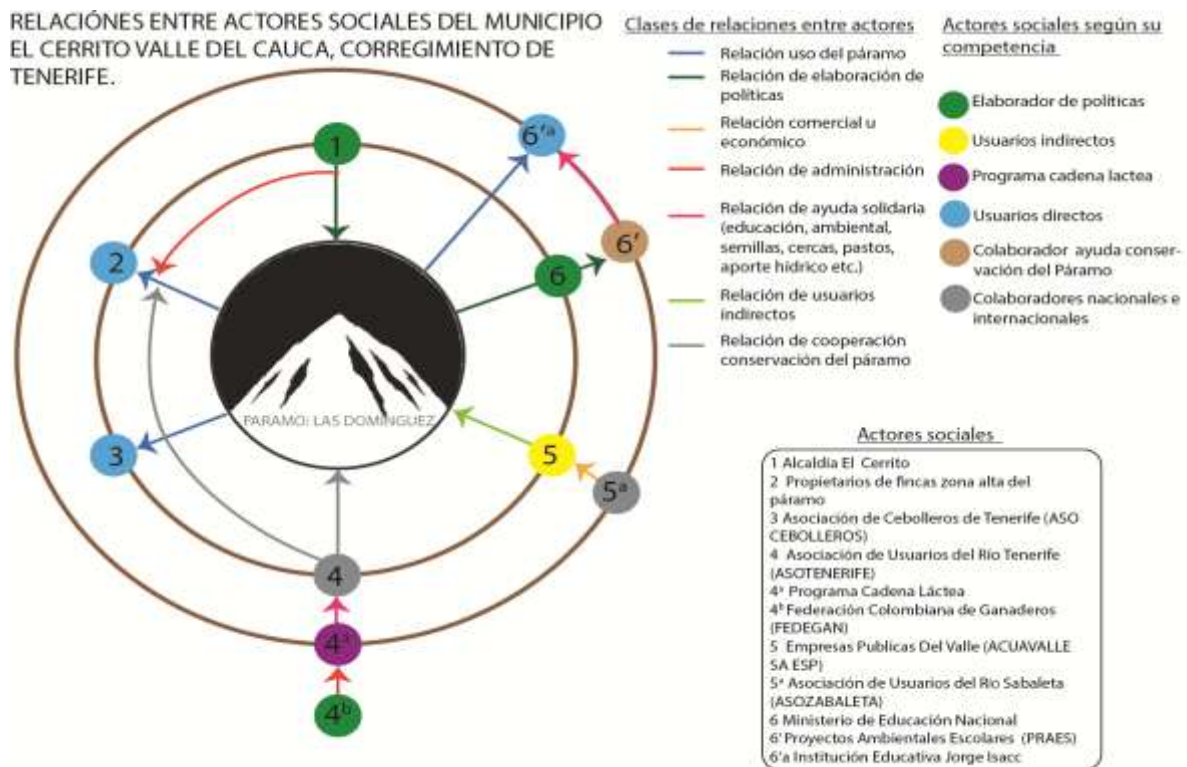 RELACIÓNES ENTRE ACTORES SOCIALES DEL MUNICIPIO
EL CERRITO VALLE DEL CAUCA, CORREGIMIENTO DE
TENERIFE.
Clases de relaciones entre actores
Relación uso del páramo
Relación de elaboración de
políticas
Relación comercial u
económico
Relación de administración
Relación de ayuda solidaria
(educación, ambiental,
semillas, cercas, pastos,
aporte hídrico etc.)
Relación de usuarios
indirectos
Relación de cooperación
conservación del páramo
Actores sociales según su
competencia
Elaborador de políticas
Usuarios indirectos
Programa cadena lactea
Usuarios directos
Colaborador ayuda conser-
vación del Páramo
Colaboradores nacionales e
internacionales
1
6'a
2
6
6'
PARAMO: LAS DOMINGUEZ
3
5
5ª
4
4ª
4ᵇ
Actores sociales
1 Alcaldia El Cerrito
2 Propietarios de fincas zona alta del
páramo
3 Asociación de Cebolleros de Tenerife (ASO
CEBOLLEROS)
4 Asociación de Usuarios del Río Tenerife
(ASOTENERIFE)
4ª Programa Cadena Láctea
4ᵇ Federación Colombiana de Ganaderos
(FEDEGAN)
5 Empresas Publicas Del Valle (ACUAVALLE
SA ESP)
5ª Asociación de Usuarios del Rio Sabaleta
(ASOZABALETA)
6 Ministerio de Educación Nacional
6' Proyectos Ambientales Escolares (PRAES)
6'a Institución Educativa Jorge Isacc